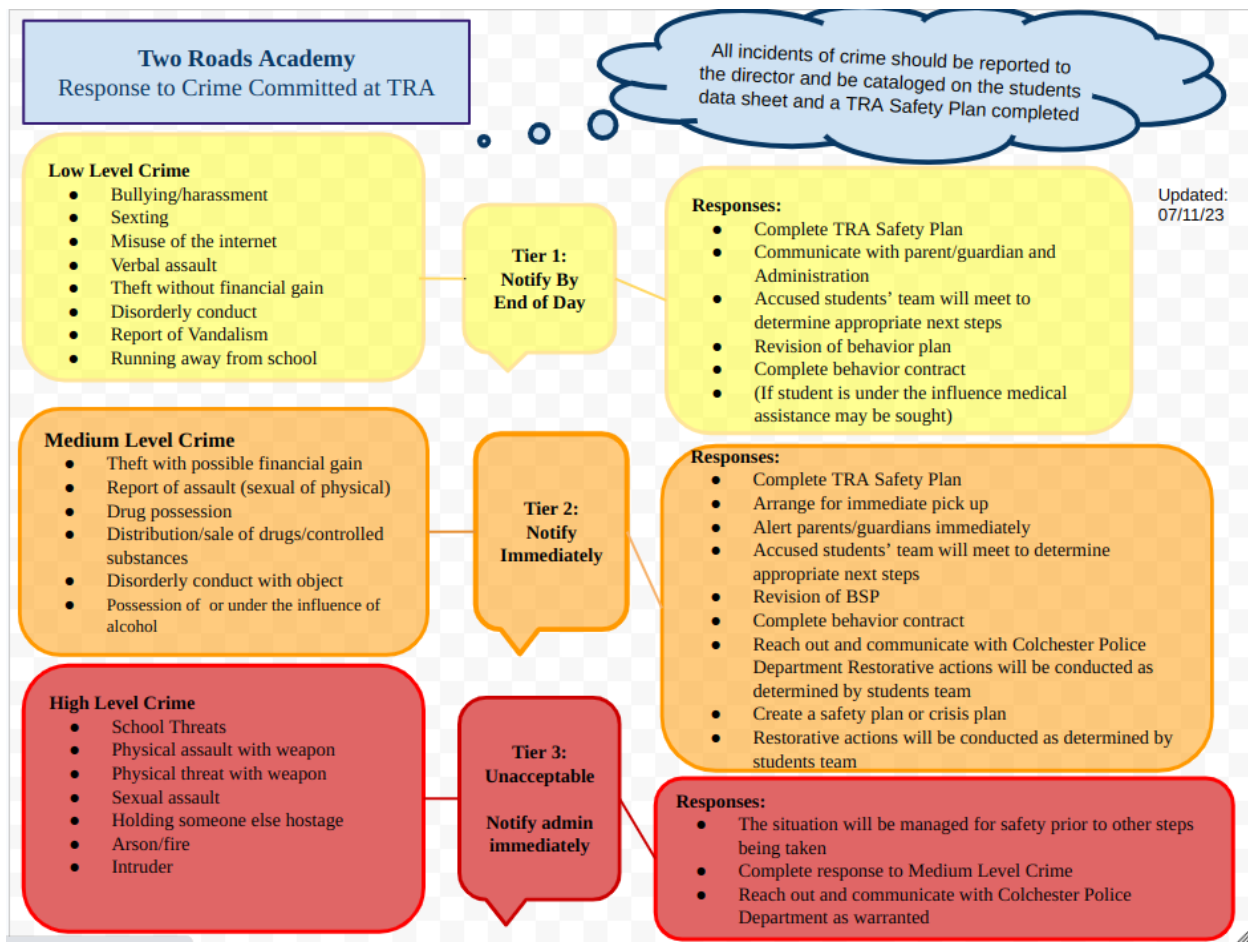 Two Roads Academy
Response to Crime Committed at TRA
All incidents of crime should be reported to
the director and be cataloged on the students
data sheet and a TRA Safety Plan completed
Updated:
07/11/23
Low Level Crime
● Bullying/harassment
● Sexting
● Misuse of the internet
● Verbal assault
● Theft without financial gain
● Disorderly conduct
● Report of Vandalism
● Running away from school
Tier 1:
Notify By
End of Day
Responses:
● Complete TRA Safety Plan
● Communicate with parent/guardian and
Administration
● Accused students’ team will meet to
determine appropriate next steps
● Revision of behavior plan
● Complete behavior contract
● (If student is under the influence medical
assistance may be sought)
Medium Level Crime
● Theft with possible financial gain
● Report of assault (sexual of physical)
● Drug possession
● Distribution/sale of drugs/controlled
substances
● Disorderly conduct with object
● Possession of or under the influence of
alcohol
Tier 2:
Notify
Immediately
Responses:
● Complete TRA Safety Plan
● Arrange for immediate pick up
● Alert parents/guardians immediately
● Accused students’ team will meet to determine
appropriate next steps
● Revision of BSP
● Complete behavior contract
● Reach out and communicate with Colchester Police
Department Restorative actions will be conducted as
determined by students team
● Create a safety plan or crisis plan
● Restorative actions will be conducted as determined by
students team
High Level Crime
● School Threats
● Physical assault with weapon
● Physical threat with weapon
● Sexual assault
● Holding someone else hostage
● Arson/fire
● Intruder
Tier 3:
Unacceptable
Notify admin
immediately
Responses:
● The situation will be managed for safety prior to other steps
being taken
● Complete response to Medium Level Crime
● Reach out and communicate with Colchester Police
Department as warranted